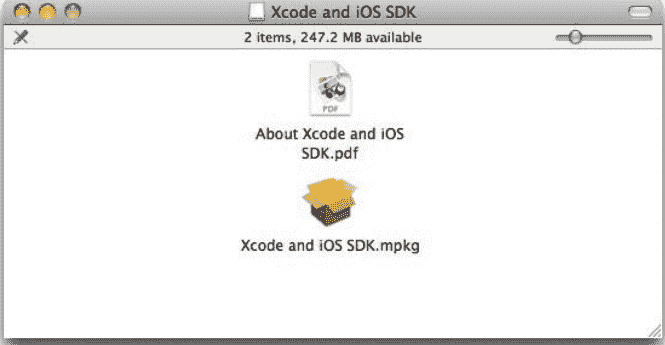 Xcode and iOS SDK
2 items, 247.2 MB available
PDF
About Xcode and iOS
SDK.pdf
Xcode and iOS SDK.mpkg